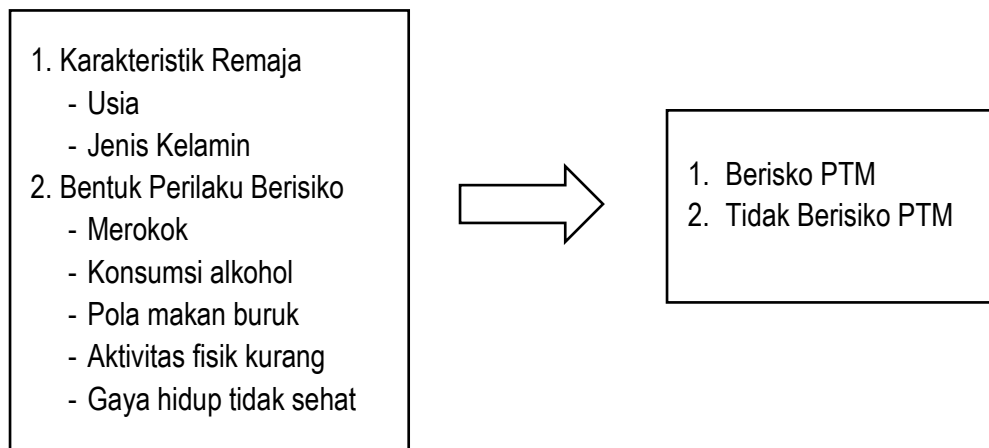 1. Karakteristik Remaja
- Usia
- Jenis Kelamin
2. Bentuk Perilaku Berisiko
- Merokok
- Konsumsi alkohol
- Pola makan buruk
- Aktivitas fisik kurang
- Gaya hidup tidak sehat
1. Berisko PTM
2. Tidak Berisiko PTM